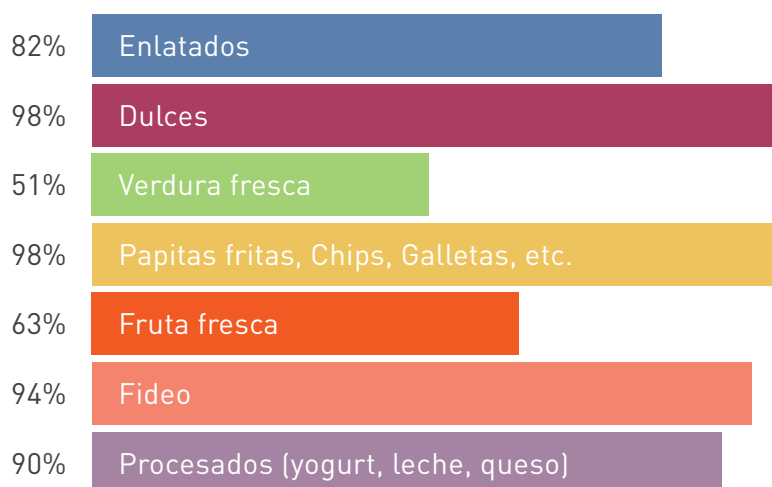 82% Enlatados
98% Dulces
51% Verdura fresca
98% Papitas fritas, Chips, Galletas, etc.
63% Fruta fresca
94% Fideo
90% Procesados (yogurt, leche, queso)